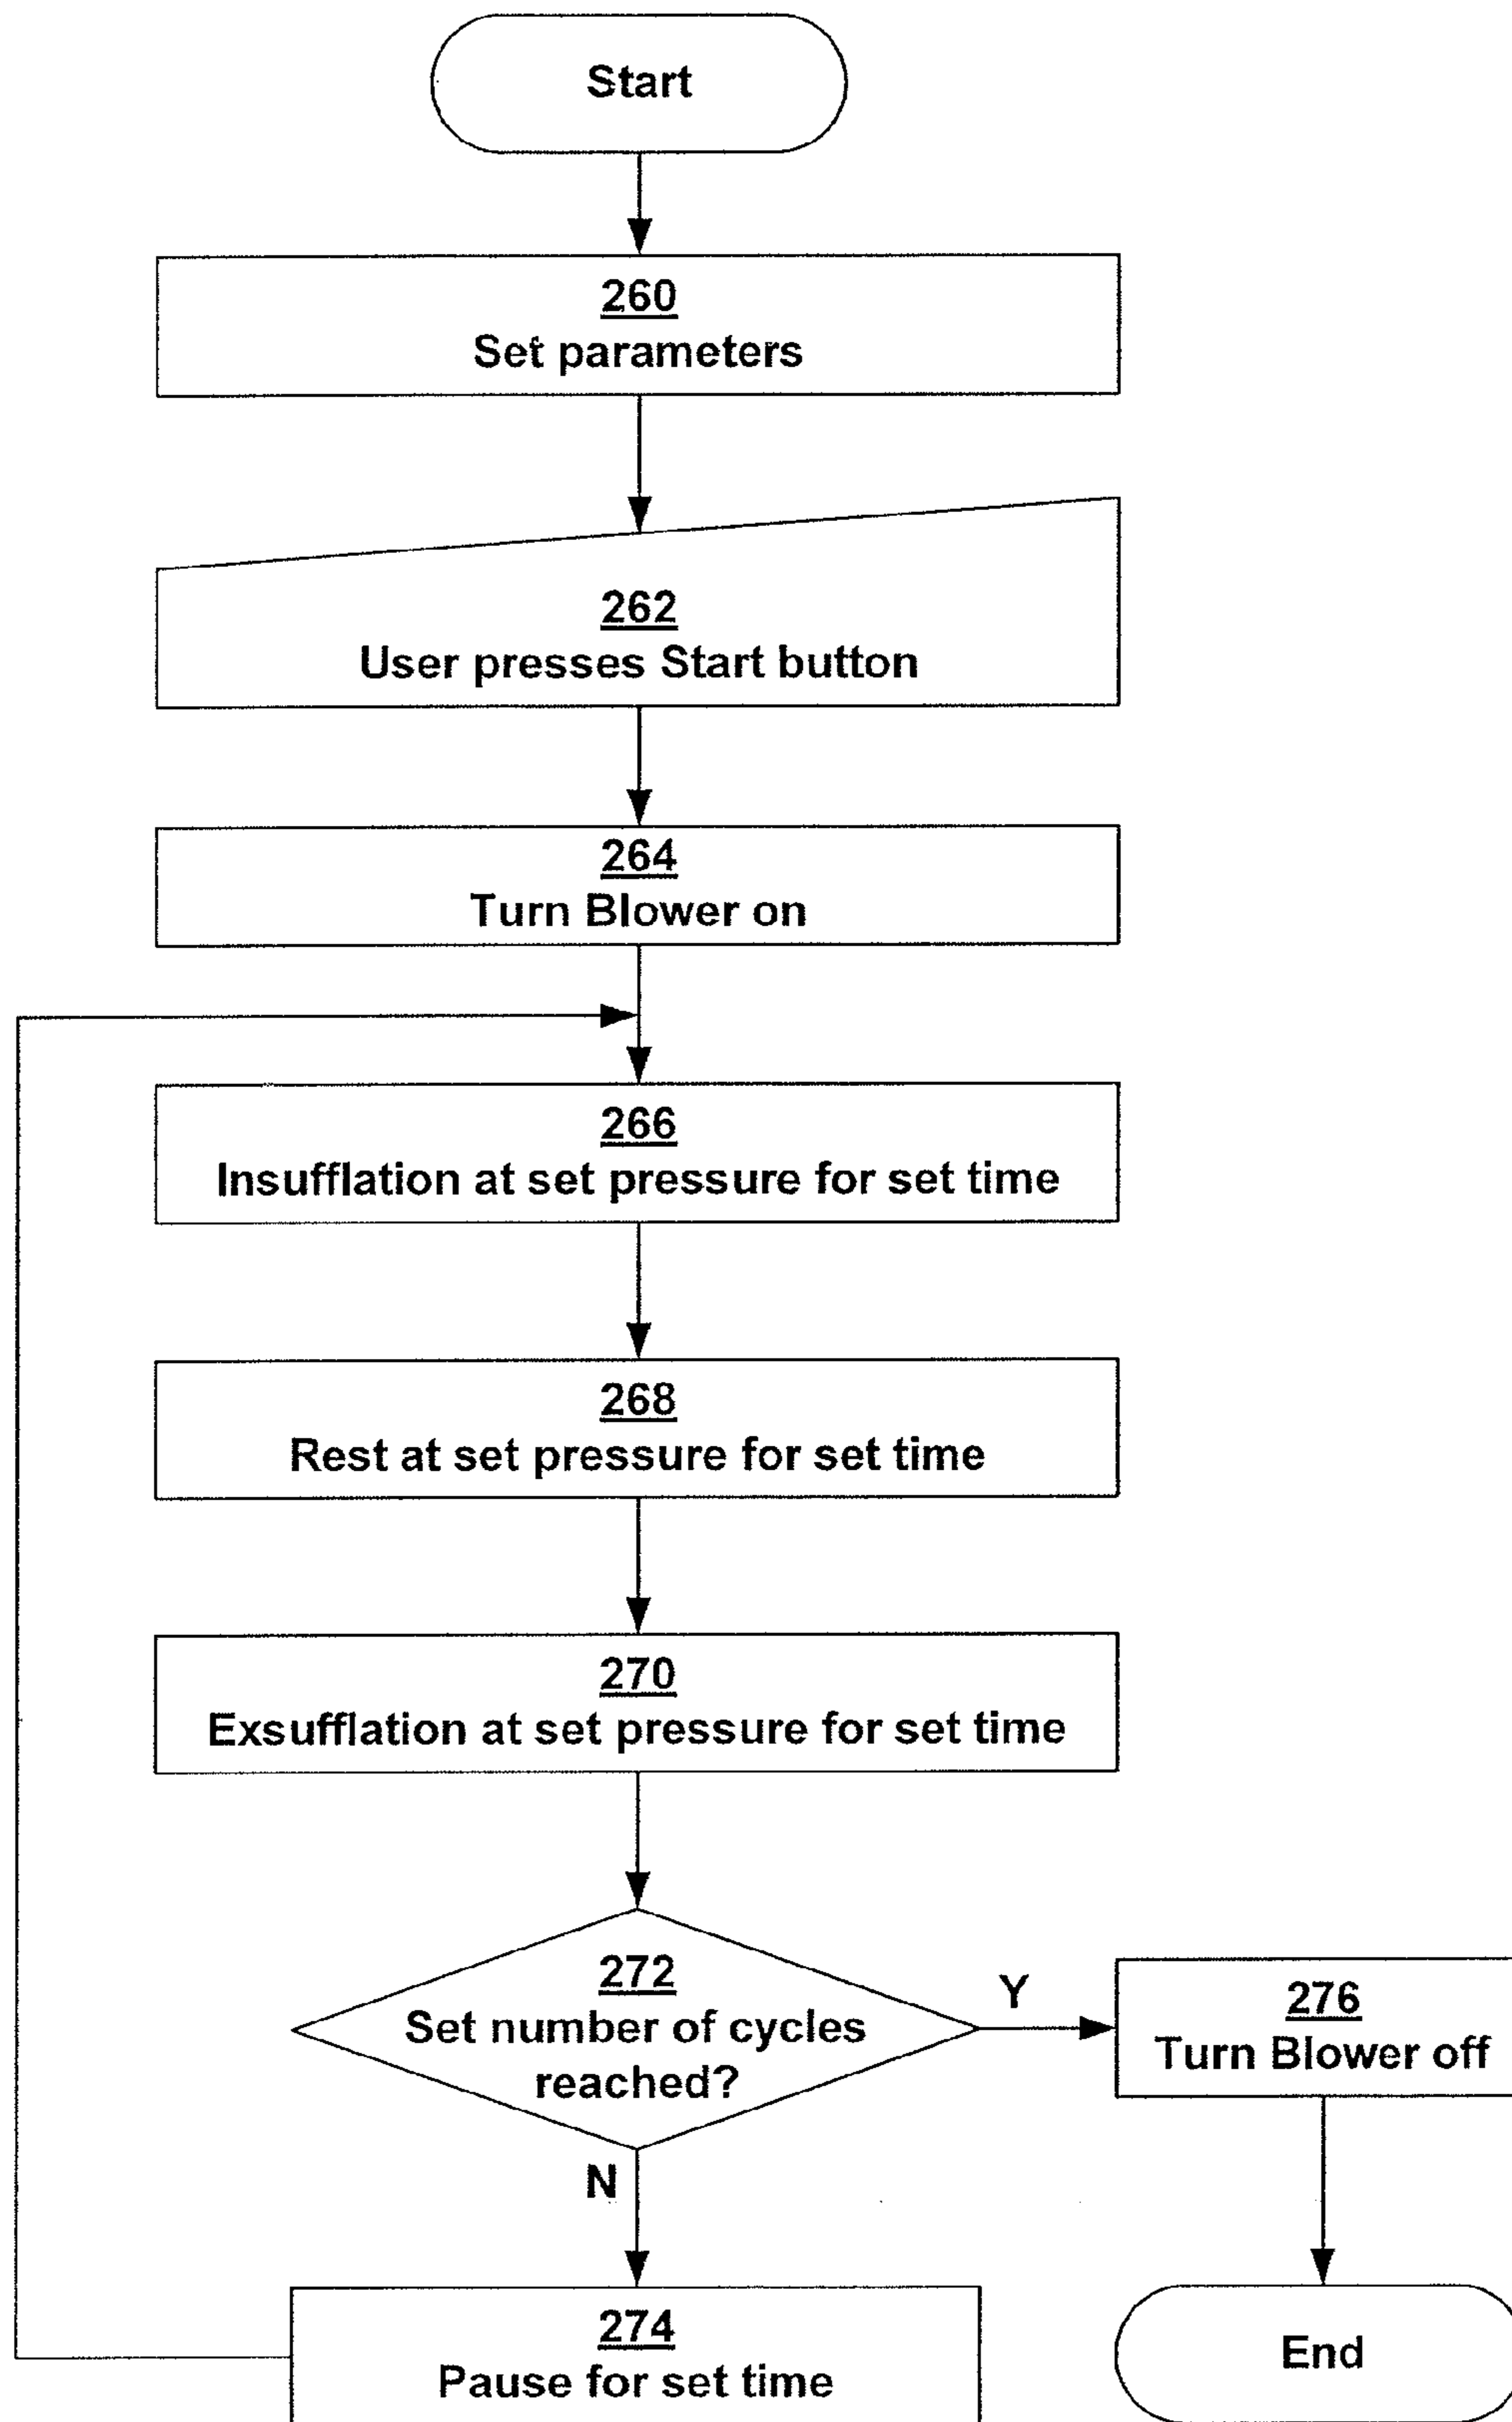 Start
260
Set parameters
262
User presses Start button
264
Turn Blower on
266
Insufflation at set pressure for set time
268
Rest at set pressure for set time
270
Exsufflation at set pressure for set time
272
Set number of cycles
reached?
Y
276
Turn Blower off
N
274
Pause for set time
End